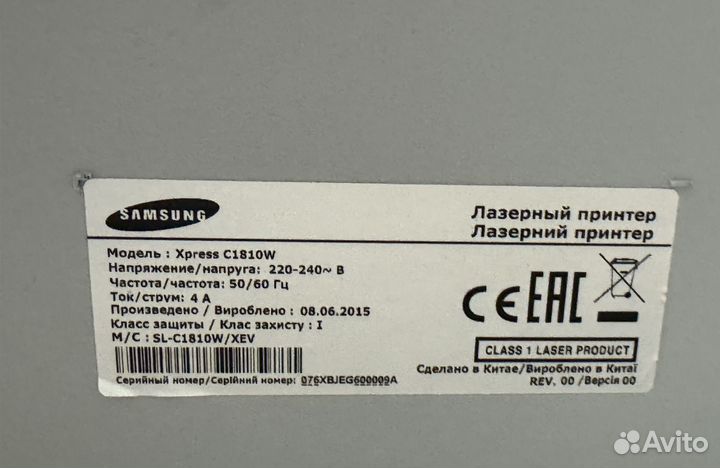 SAMSUNG
Лазерный принтер
Лазерний принтер
Модель : Xpress C1810W
Напряжение/напруга: 220-240~ В
Частота/частота: 50/60 Гц
Ток/струм: 4 А
Произведено / Вироблено : 08.06.2015
Класс защиты / Клас захисту : I
M/C : SL-C1810W/XEV
CE EAC
CLASS 1 LASER PRODUCT
Серийный номер/Серійний номер: 076XBJEG600009A
Сделано в Китае/Вироблено в Китаї
REV. 00 /Версія 00
Avito